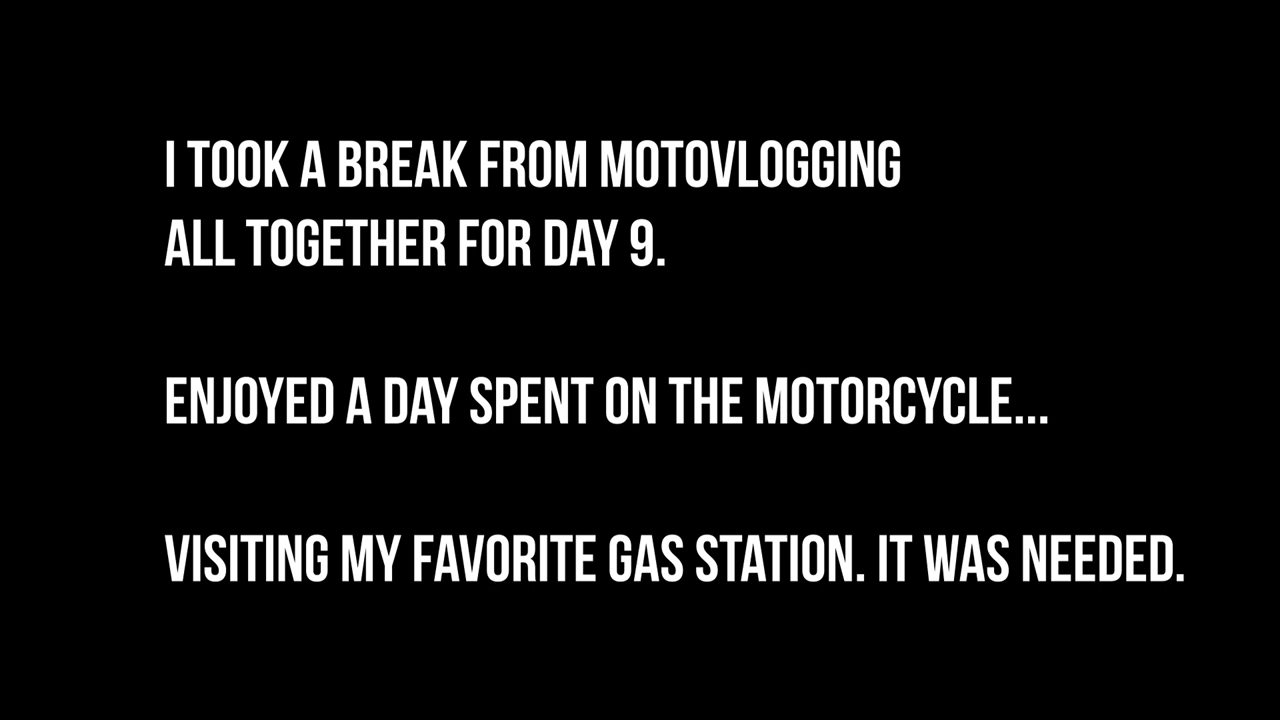 I TOOK A BREAK FROM MOTOVLOGGING
ALL TOGETHER FOR DAY 9.
ENJOYED A DAY SPENT ON THE MOTORCYCLE...
VISITING MY FAVORITE GAS STATION. IT WAS NEEDED.